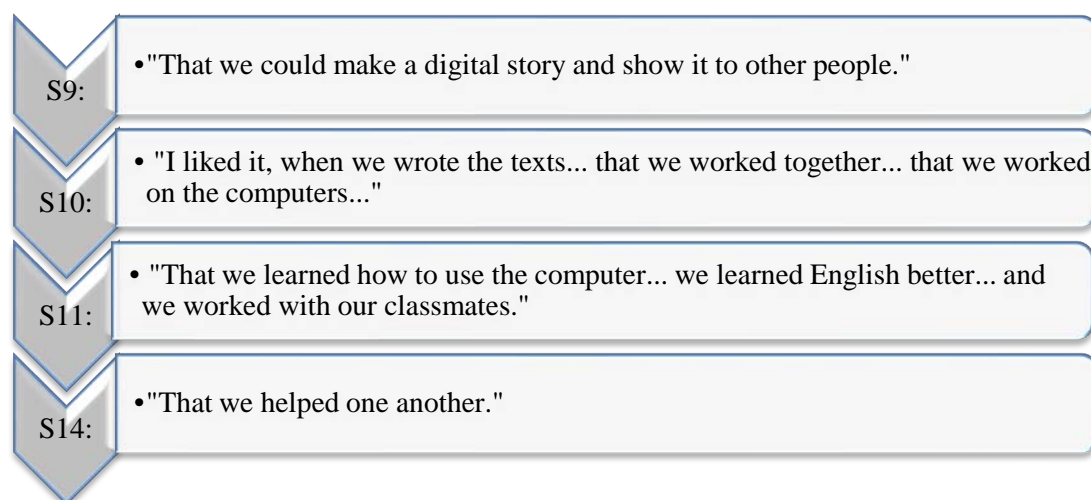 S9:
•"That we could make a digital story and show it to other people."
S10:
• "I liked it, when we wrote the texts... that we worked together... that we worked
on the computers..."
S11:
• "That we learned how to use the computer... we learned English better... and
we worked with our classmates."
S14:
•"That we helped one another."